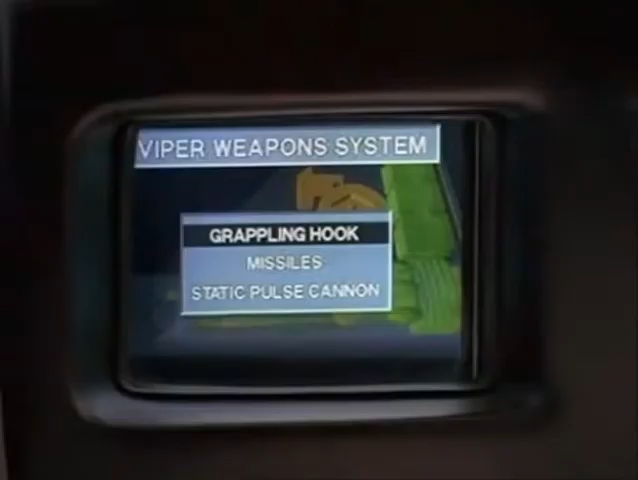 VIPER WEAPONS SYSTEM
GRAPPLING HOOK
MISSILES
STATIC PULSE CANNON